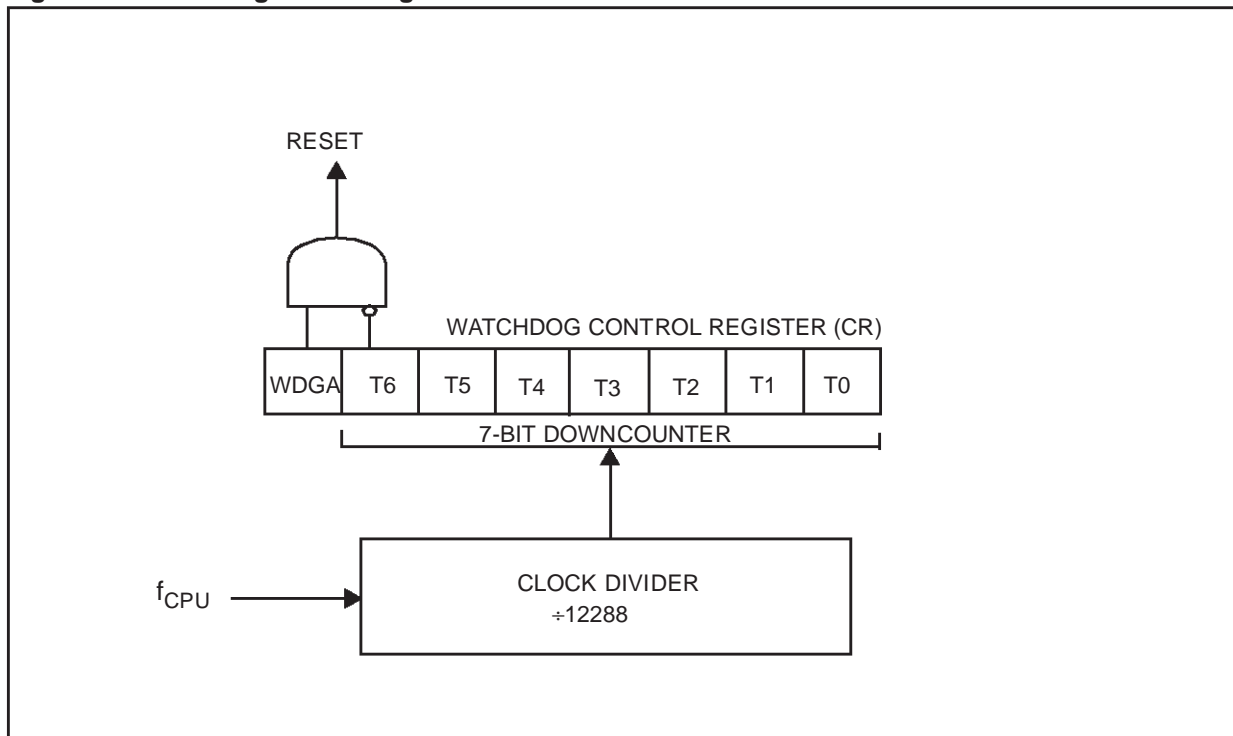 RESET
WATCHDOG CONTROL REGISTER (CR)
WDGA T6 T5 T4 T3 T2 T1 T0
7-BIT DOWNCOUNTER
fCPU
CLOCK DIVIDER
÷12288